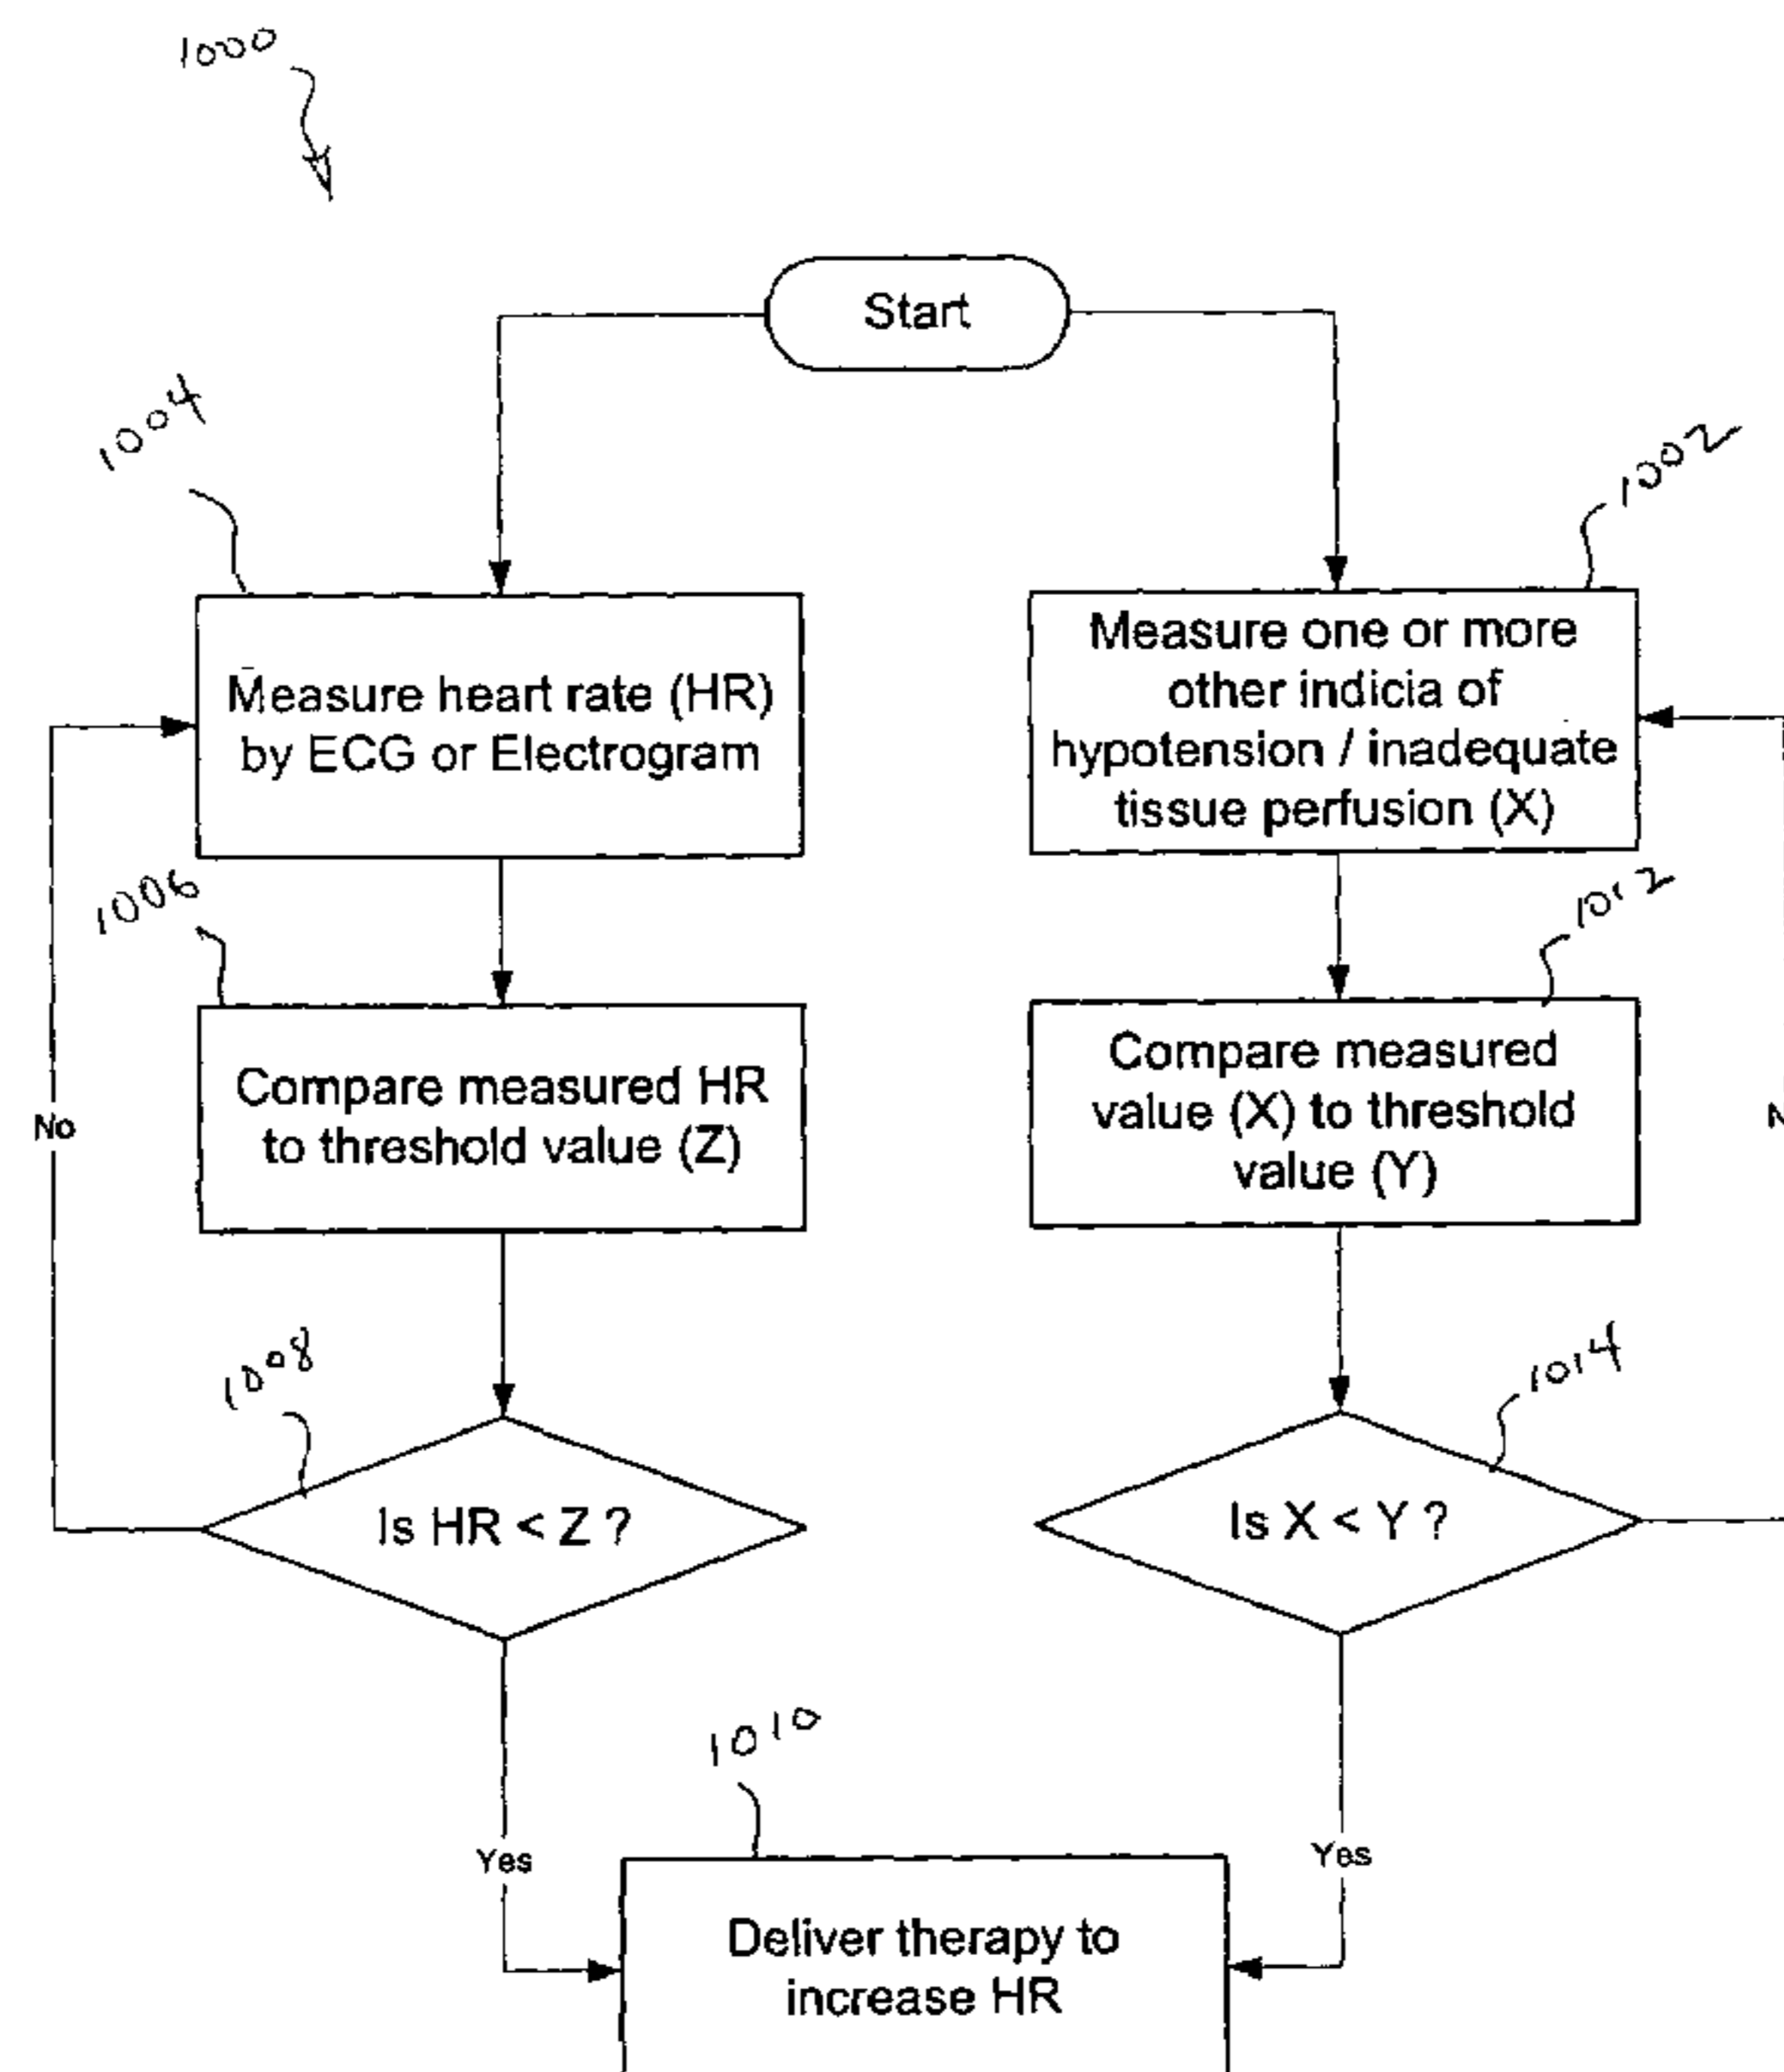 1000
Start
1004
1002
Measure heart rate (HR)
by ECG or Electrogram
Measure one or more
other indicia of
hypotension / inadequate
tissue perfusion (X)
1006
1012
Compare measured HR
to threshold value (Z)
Compare measured
value (X) to threshold
value (Y)
No
1008
1014
Is HR < Z ?
Is X < Y ?
1010
Yes
Yes
Deliver therapy to
increase HR